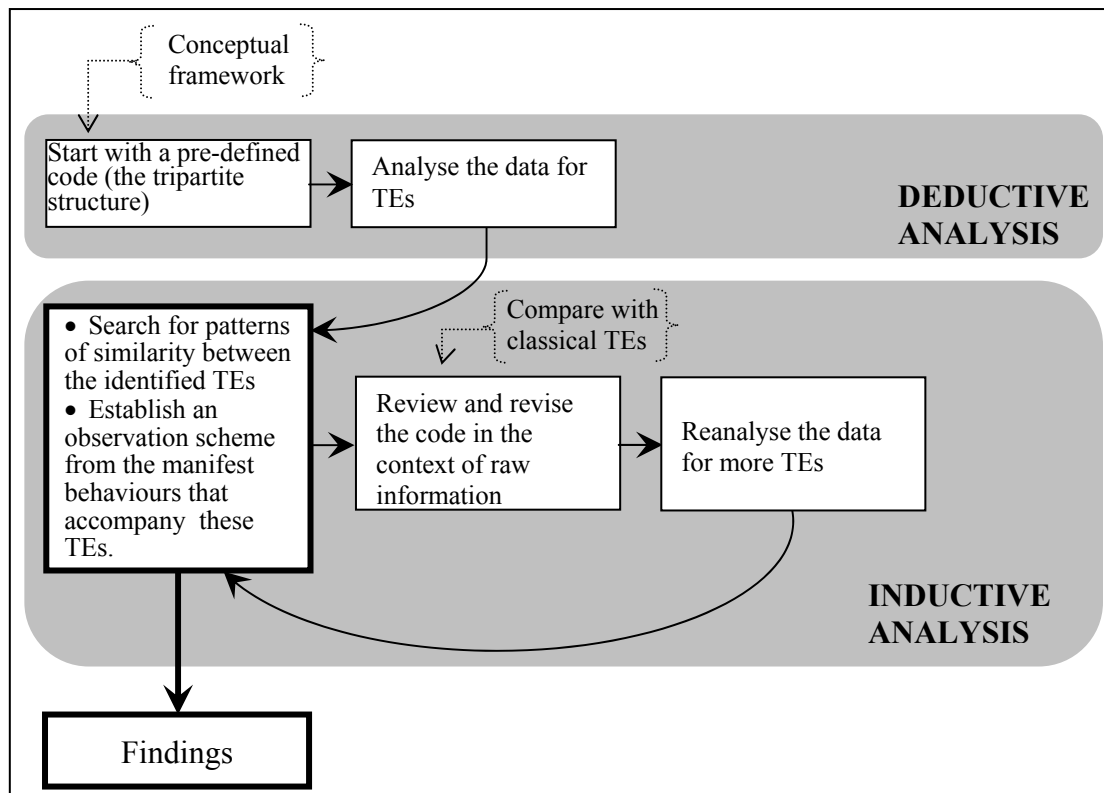 Conceptual
framework
Start with a pre-defined
code (the tripartite
structure)
Analyse the data for
TEs
DEDUCTIVE
ANALYSIS
• Search for patterns
of similarity between
the identified TEs
• Establish an
observation scheme
from the manifest
behaviours that
accompany these
TEs.
Compare with
classical TEs
Review and revise
the code in the
context of raw
information
Reanalyse the data
for more TEs
INDUCTIVE
ANALYSIS
Findings